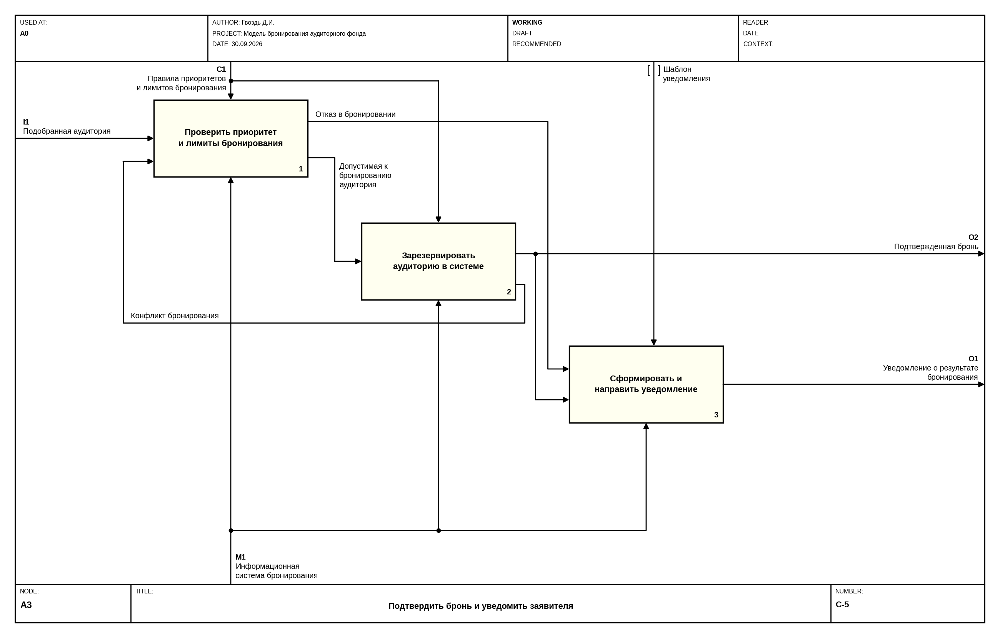 USED AT:
A0
AUTHOR: Гвоздь Д.И.
PROJECT: Модель бронирования аудиторного фонда
DATE: 30.09.2026
WORKING
DRAFT
RECOMMENDED
READER
DATE
CONTEXT:
C1
Правила приоритетов
и лимитов бронирования
[ ] Шаблон
уведомления
I1
Подобранная аудитория
Отказ в бронировании
Проверить приоритет
и лимиты бронирования
1
Допустимая к
бронированию
аудитория
O2
Подтверждённая бронь
Зарезервировать
аудиторию в системе
2
Конфликт бронирования
O1
Уведомление о результате
бронирования
Сформировать и
направить уведомление
3
M1
Информационная
система бронирования
NODE:
A3
TITLE:
Подтвердить бронь и уведомить заявителя
NUMBER:
C-5